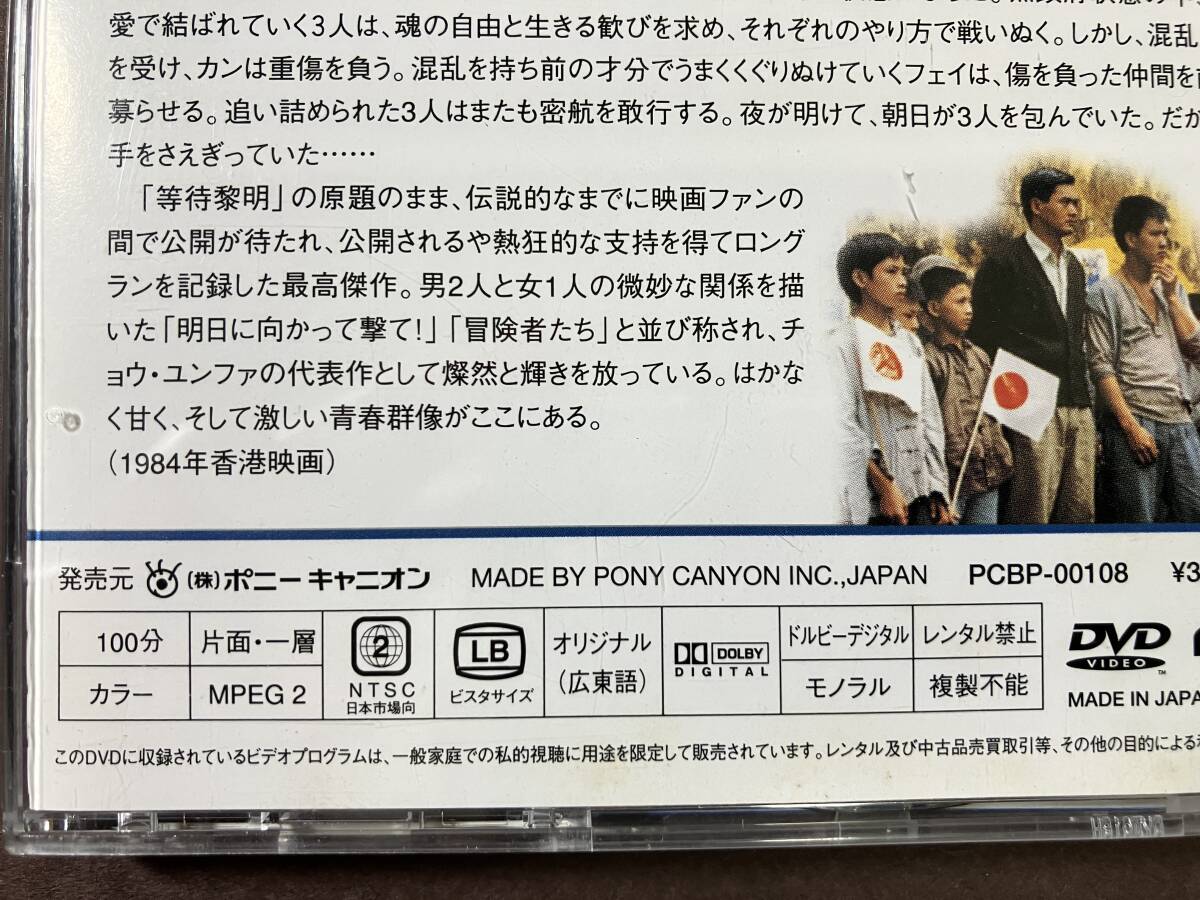 愛で結ばれていく3人は、魂の自由と生きる歓びを求め、それぞれのやり方で戦いぬく。しかし、混乱
を受け、カンは重傷を負う。混乱を持ち前の才分でうまくくぐりぬけていくフェイは、傷を負った仲間を
募らせる。追い詰められた3人はまたも密航を敢行する。夜が明けて、朝日が3人を包んでいた。だが
手をさえぎっていた……
「等待黎明」の原題のまま、伝説的なまでに映画ファンの
間で公開が待たれ、公開されるや熱狂的な支持を得てロング
ランを記録した最高傑作。男2人と女1人の微妙な関係を描
いた「明日に向かって撃て!」「冒険者たち」と並び称され、チ
ョウ・ユンファの代表作として燦然と輝きを放っている。はかな
く甘く、そして激しい青春群像がここにある。
(1984年香港映画)
発売元 (株)ポニーキャニオン MADE BY PONY CANYON INC.,JAPAN PCBP-00108 ¥3
100分 片面・一層 2 NTSC 日本市場向 LB ビスタサイズ オリジナル (広東語) DOLBY DIGITAL ドルビーデジタル レンタル禁止 DVD VIDEO
カラー MPEG 2 モノラル 複製不能 MADE IN JAPA
このDVDに収録されているビデオプログラムは、一般家庭での私的視聴に用途を限定して販売されています。レンタル及び中古品売買取引等、その他の目的による